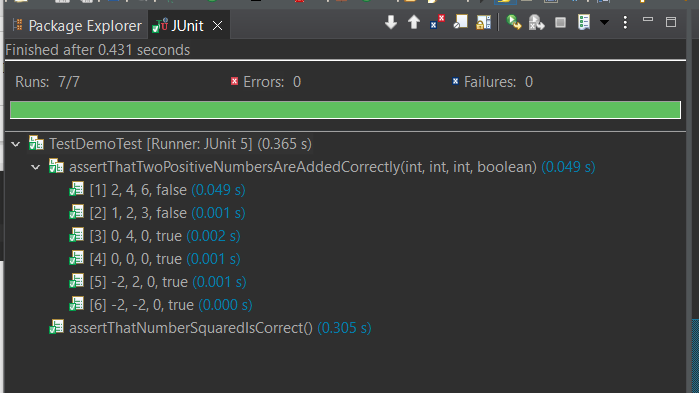 Package Explorer JUnit
Finished after 0.431 seconds
Runs: 7/7 Errors: 0 Failures: 0
TestDemoTest [Runner: JUnit 5] (0.365 s)
assertThatTwoPositiveNumbersAreAddedCorrectly(int, int, int, boolean) (0.049 s)
[1] 2, 4, 6, false (0.049 s)
[2] 1, 2, 3, false (0.001 s)
[3] 0, 4, 0, true (0.002 s)
[4] 0, 0, 0, true (0.001 s)
[5] -2, 2, 0, true (0.001 s)
[6] -2, -2, 0, true (0.000 s)
assertThatNumberSquaredIsCorrect() (0.305 s)